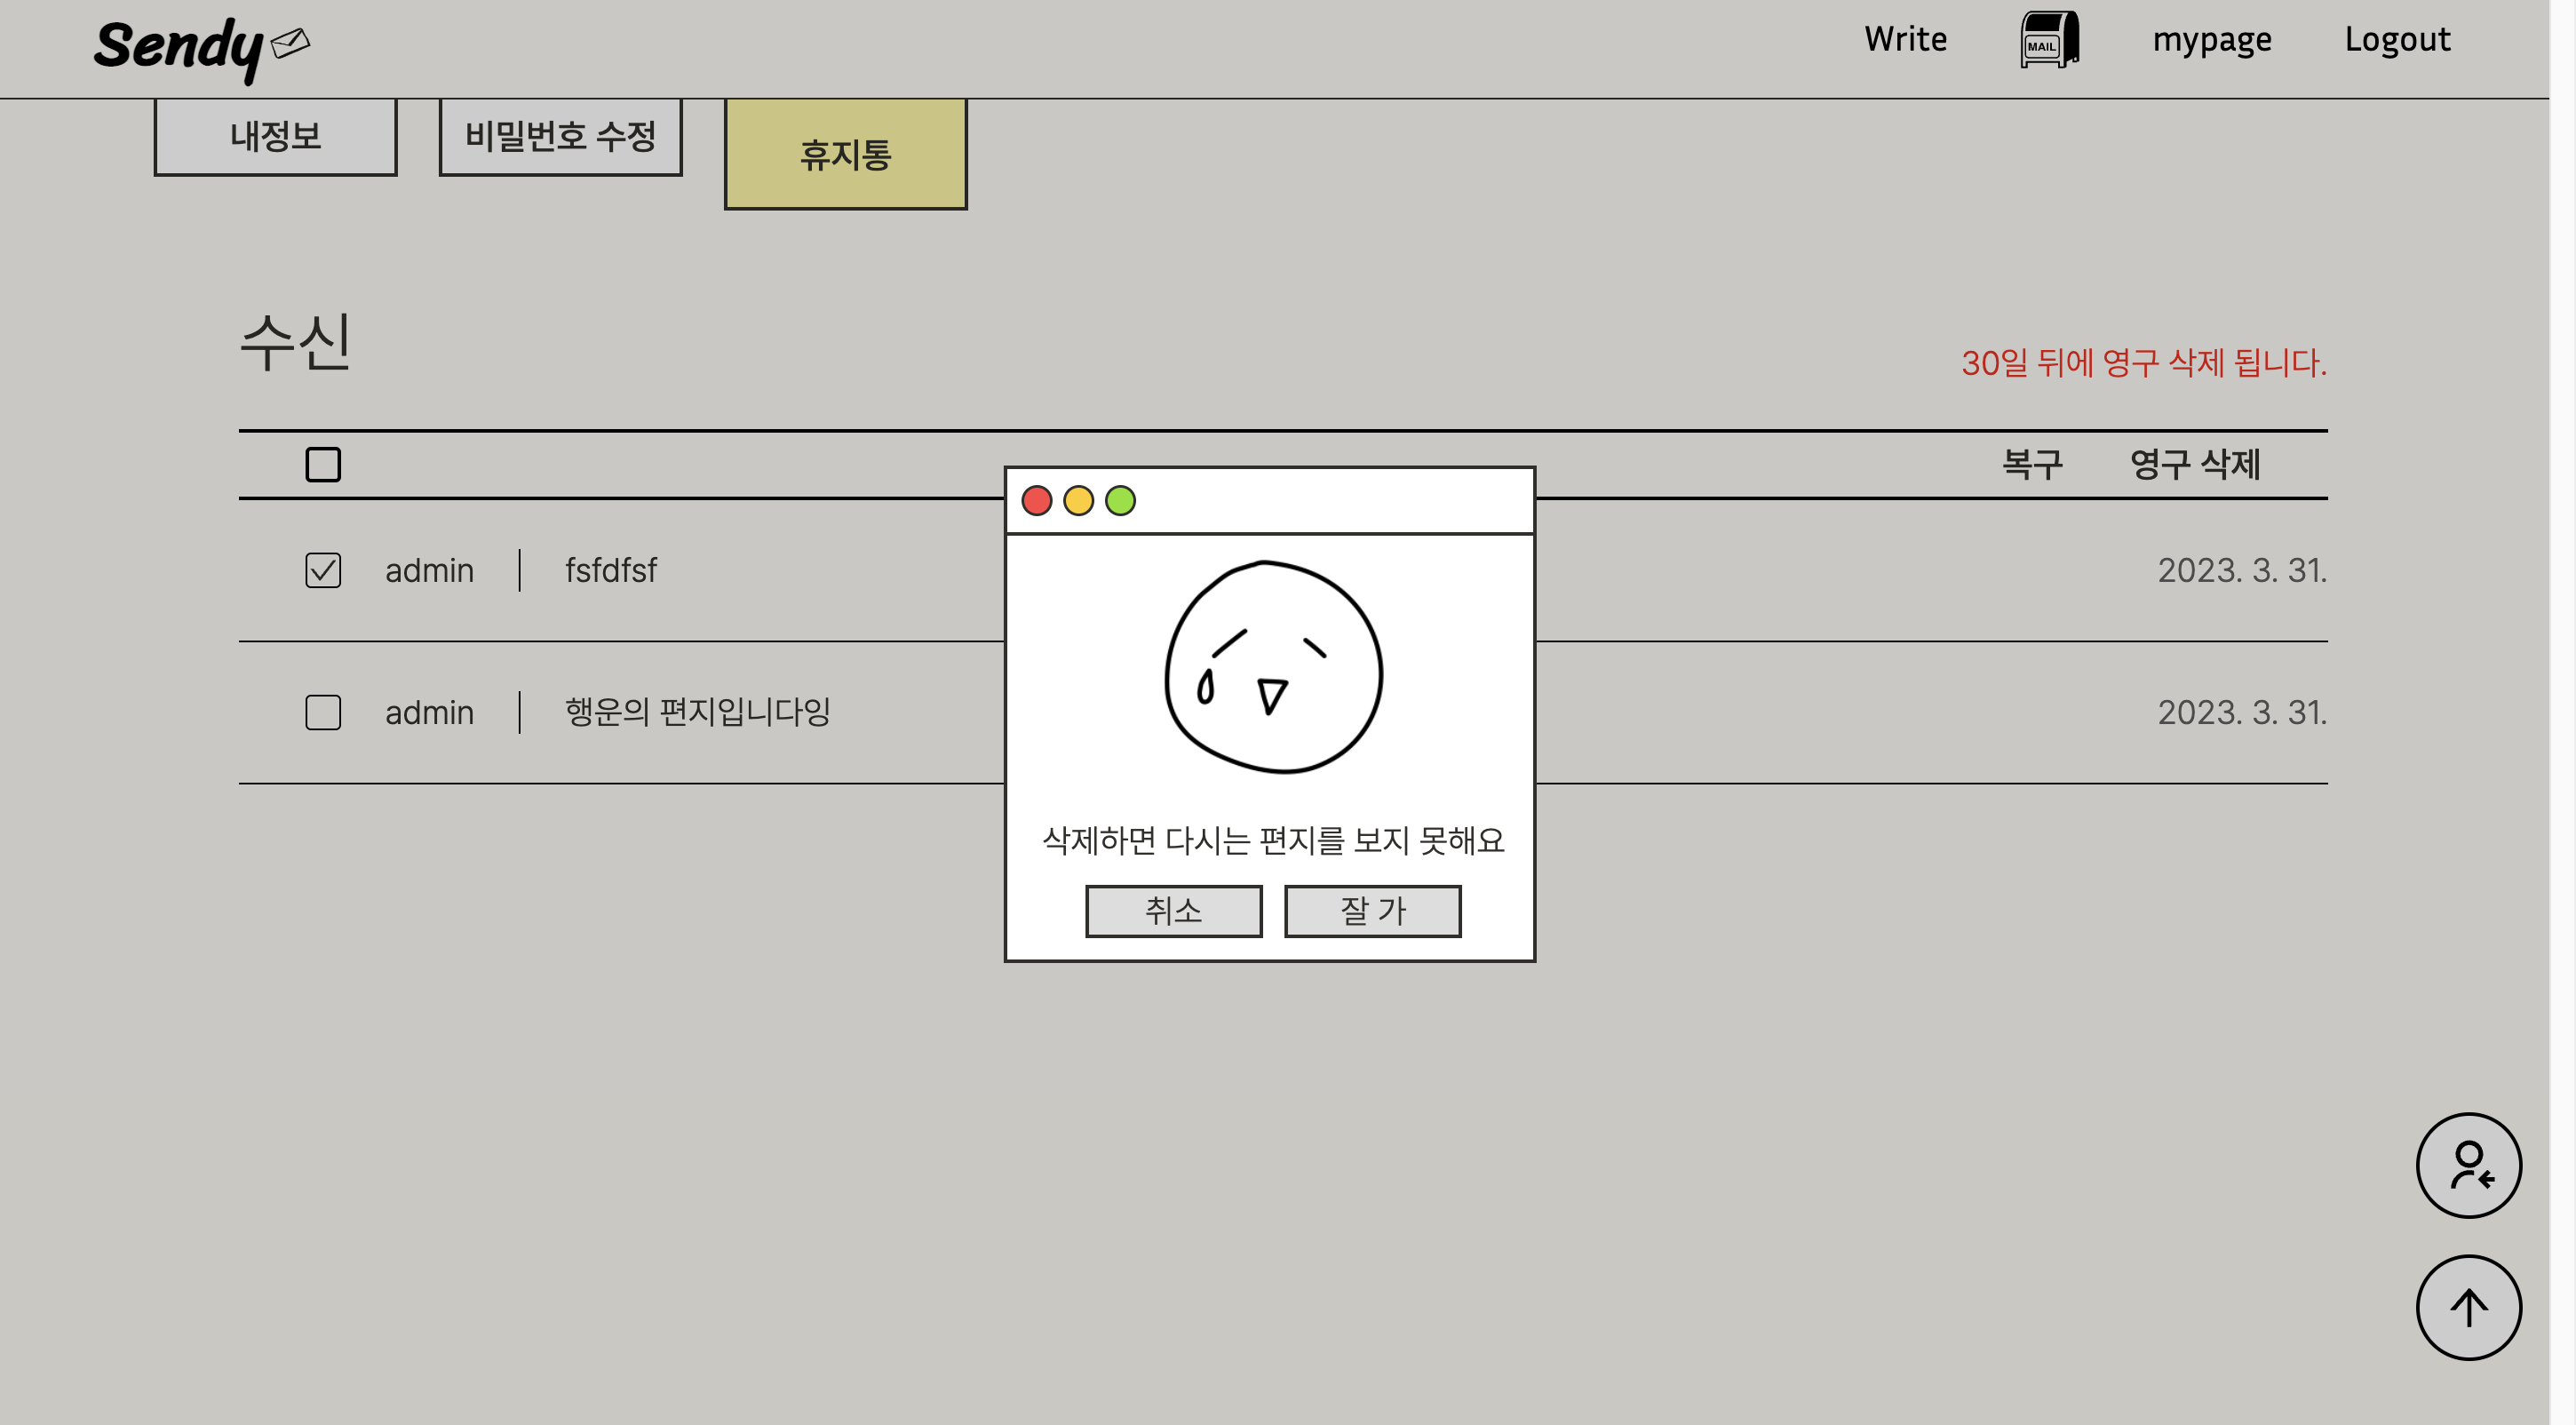 Sendy
Write MAIL mypage Logout
내정보 비밀번호 수정 휴지통
수신
30일 뒤에 영구 삭제 됩니다.
복구 영구 삭제
admin fsfdfsf 2023. 3. 31.
admin 행운의 편지입니다잉 2023. 3. 31.
삭제하면 다시는 편지를 보지 못해요
취소 잘 가